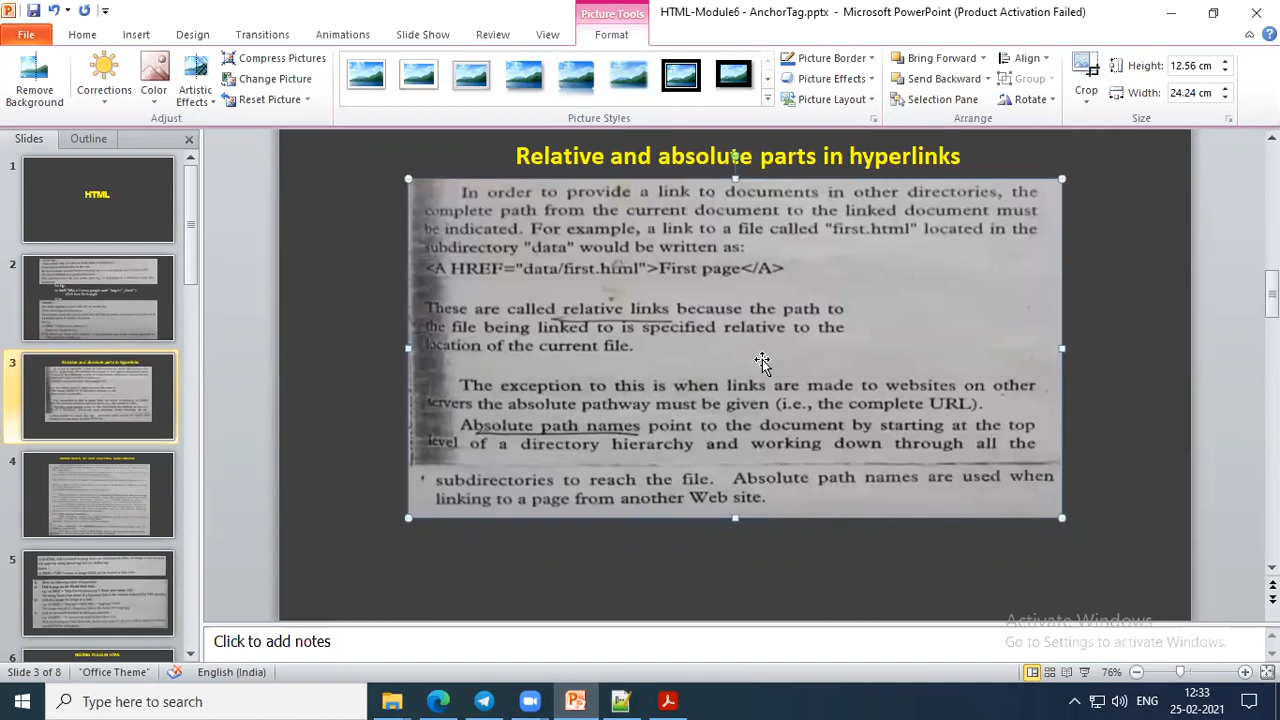 Picture Tools
HTML-Module6 - AnchorTag.pptx - Microsoft PowerPoint (Product Activation Failed)
File Home Insert Design Transitions Animations Slide Show Review View Format
Remove Background
Corrections
Color
Artistic Effects
Compress Pictures
Change Picture
Reset Picture
Adjust
Picture Styles
Picture Border
Picture Effects
Picture Layout
Bring Forward
Send Backward
Selection Pane
Align
Group
Rotate
Arrange
Crop
Height: 12.56 cm
Width: 24.24 cm
Size
Slides Outline
1
HTML
2
3
Relative and absolute parts in hyperlinks
4
5
6
Relative and absolute parts in hyperlinks
In order to provide a link to documents in other directories, the
complete path from the current document to the linked document must
be indicated. For example, a link to a file called "first.html" located in the
subdirectory "data" would be written as:
<A HREF="data/first.html">First page</A>
These are called relative links because the path to
the file being linked to is specified relative to the
location of the current file.
The exception to this is when links are made to websites on other
servers the absolute pathway must be given (i.e., the complete URL).
Absolute path names point to the document by starting at the top
level of a directory hierarchy and working down through all the
subdirectories to reach the file. Absolute path names are used when
linking to a page from another Web site.
Activate Windows
Go to Settings to activate Windows.
Click to add notes
Slide 3 of 8 "Office Theme" English (India) 76%
Type here to search
ENG
12:33
25-02-2021